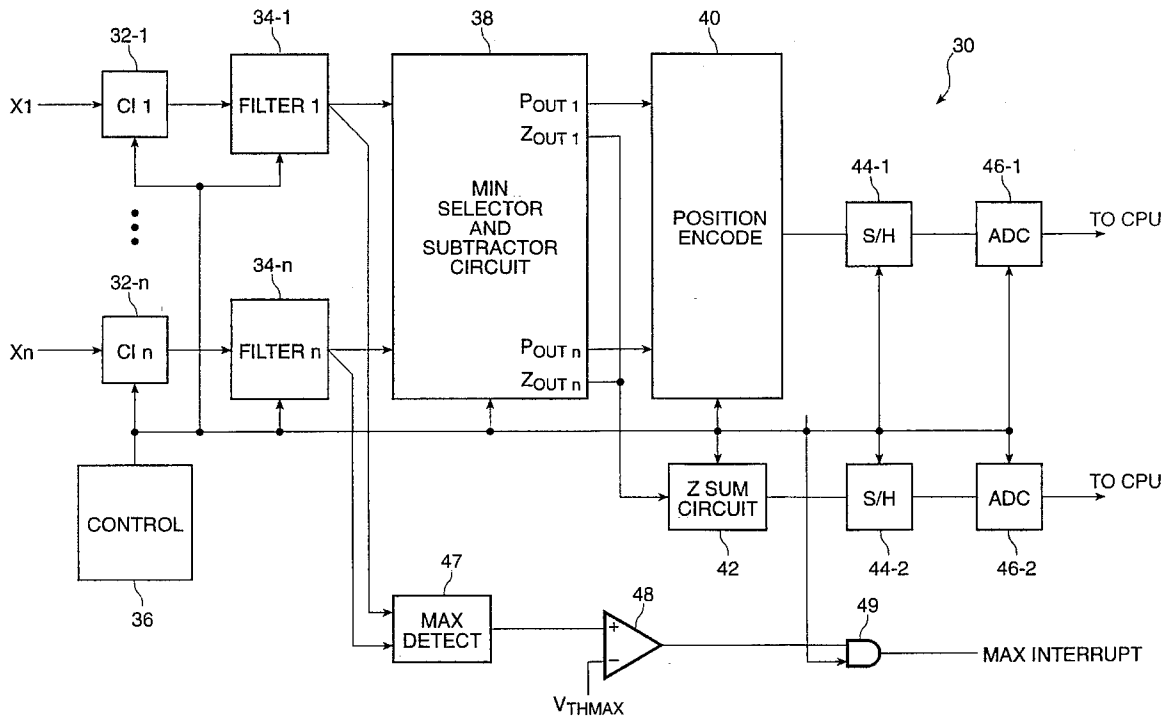 34-1
38
40
32-1
30
X1
CI 1
FILTER 1
POUT 1
ZOUT 1
MIN
SELECTOR
AND
SUBTRACTOR
CIRCUIT
POSITION
ENCODE
44-1
46-1
S/H
ADC
TO CPU
32-n
34-n
Xn
CI n
FILTER n
POUT n
ZOUT n
CONTROL
36
Z SUM
CIRCUIT
42
S/H
44-2
ADC
46-2
TO CPU
47
MAX
DETECT
48
+
−
VTHMAX
49
MAX INTERRUPT